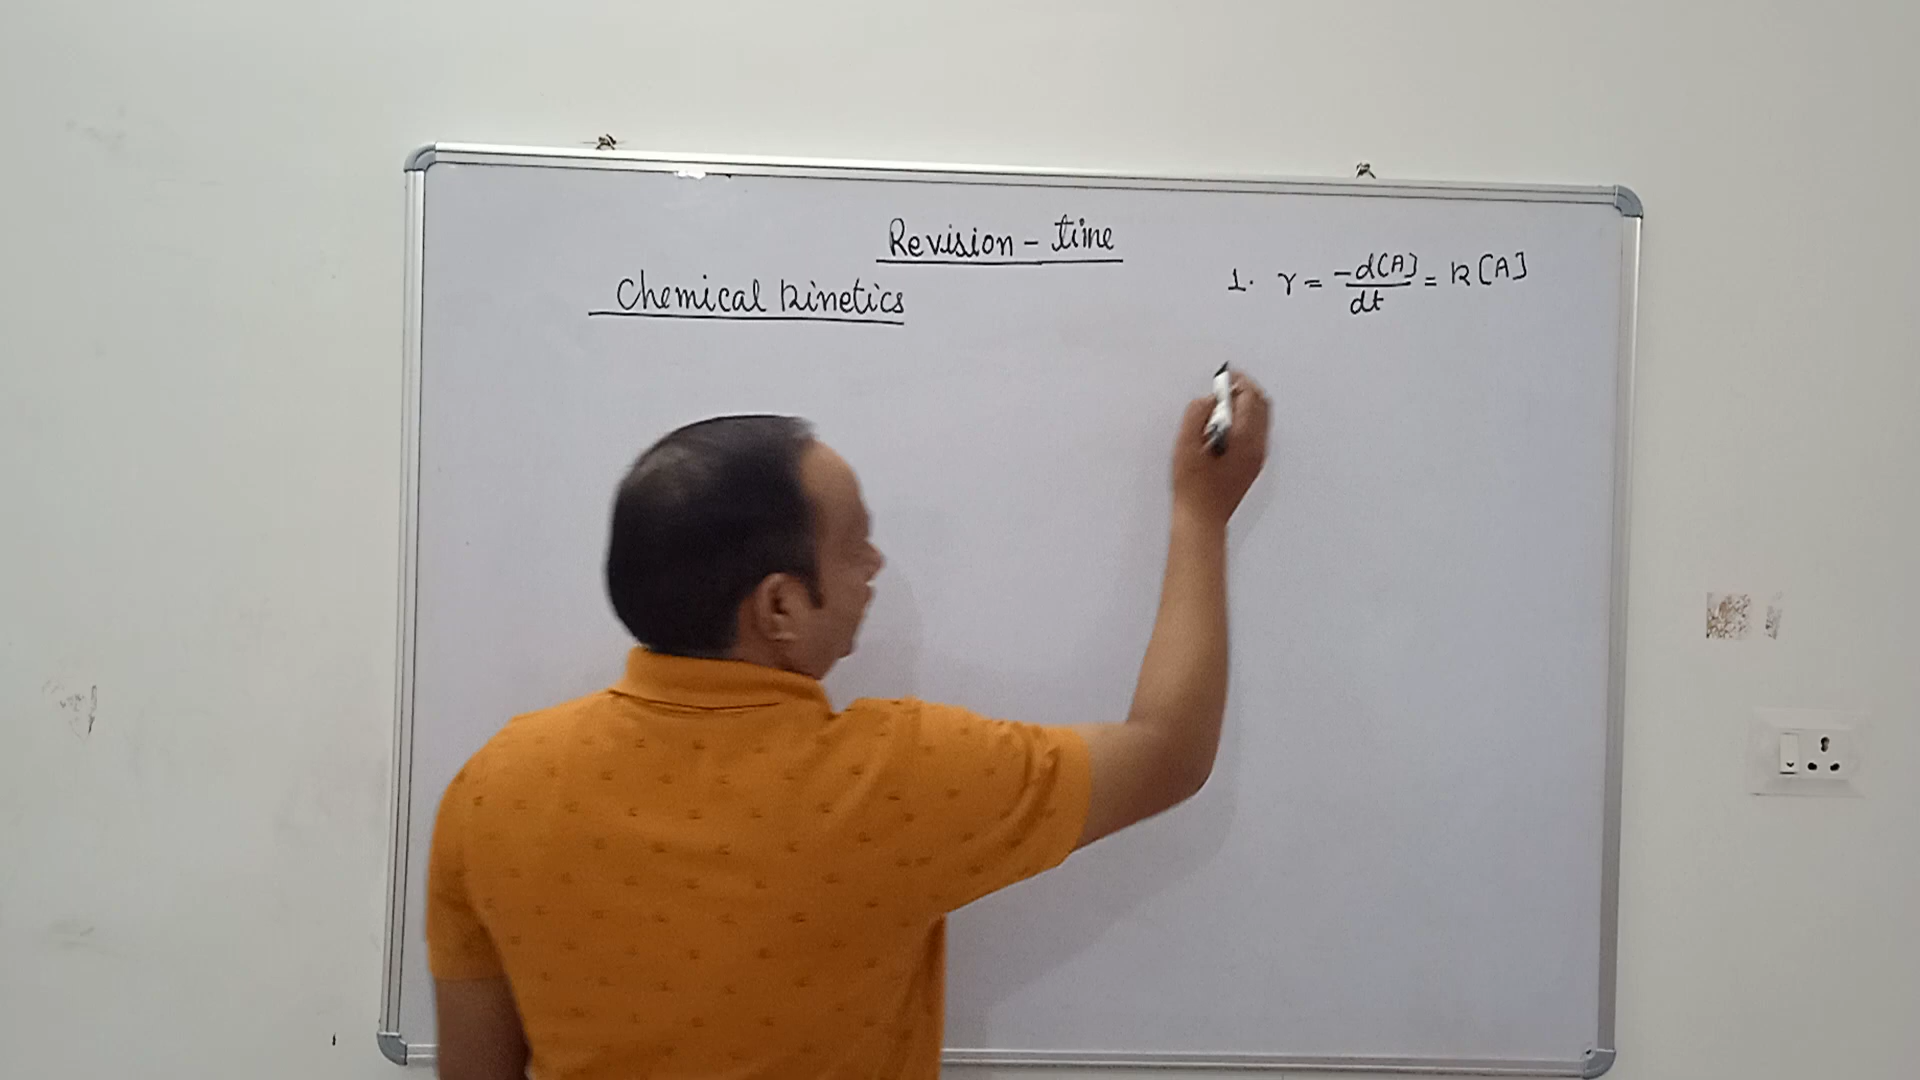 Revision - time
Chemical kinetics
1. r = -d[A]/dt = k[A]